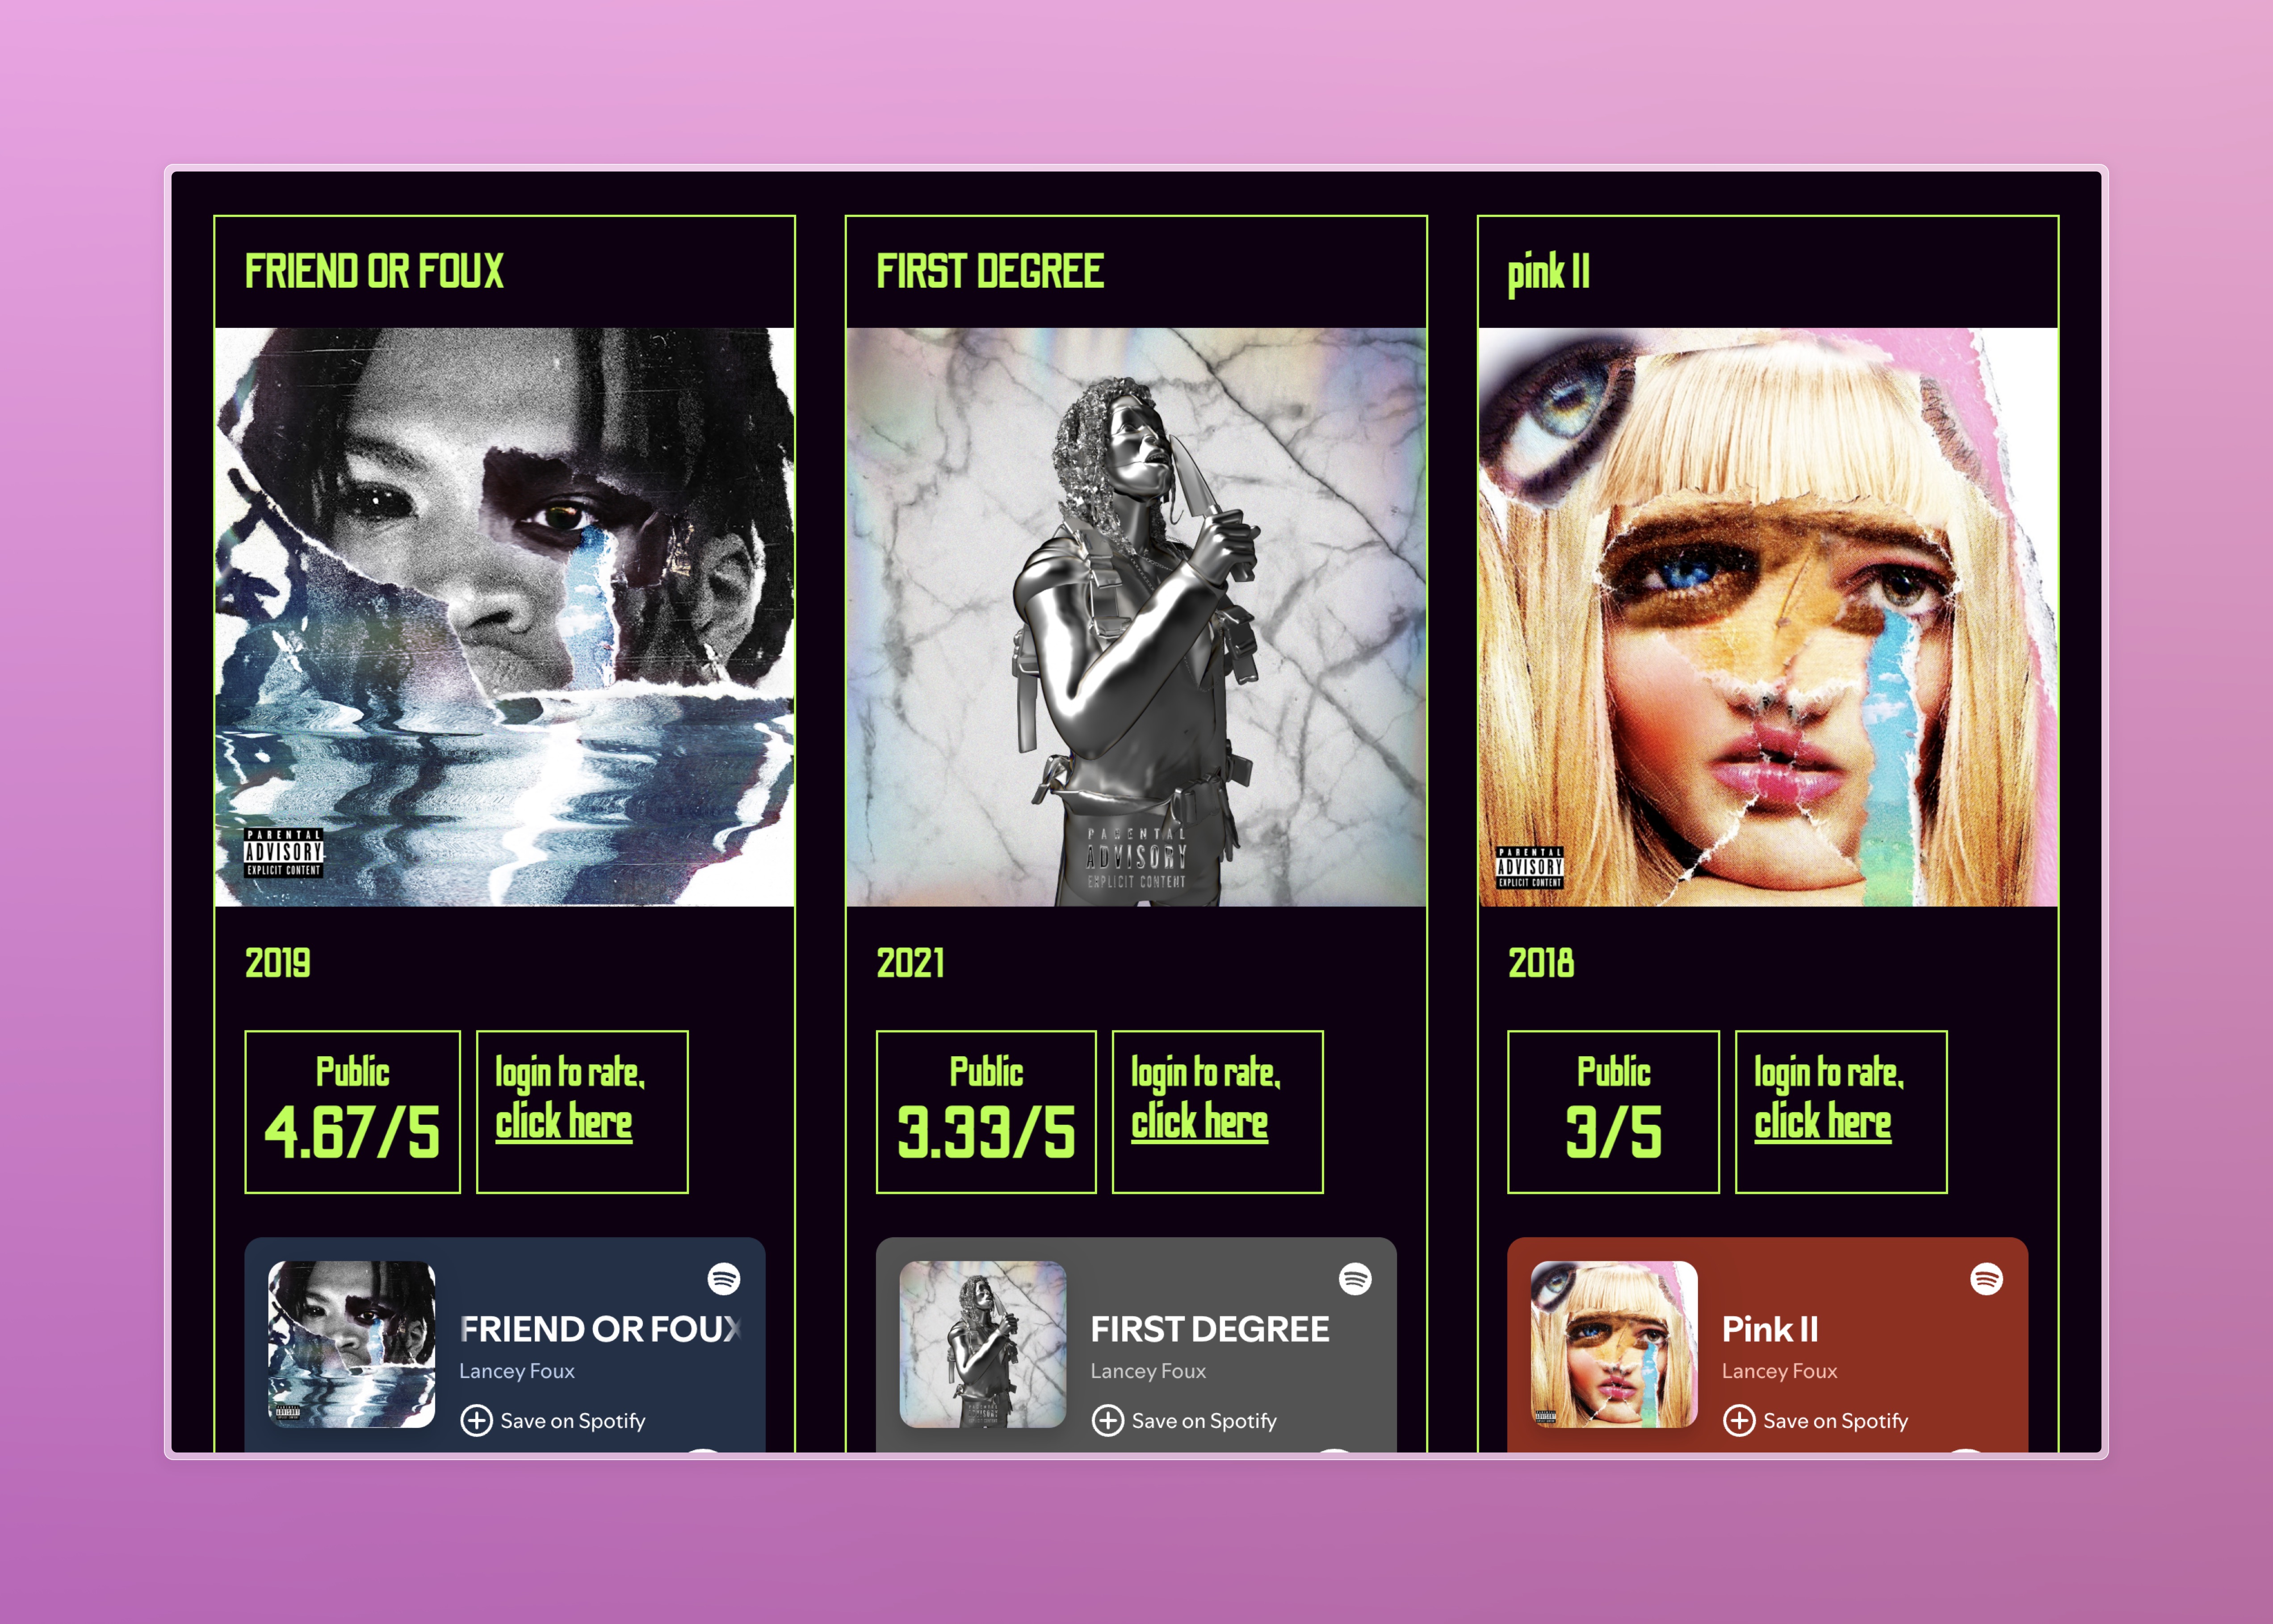 FRIEND OR FOUX
PARENTAL
ADVISORY
EXPLICIT CONTENT
2019
Public
4.67/5
login to rate,
click here
FRIEND OR FOUX
Lancey Foux
Save on Spotify
FIRST DEGREE
PARENTAL
ADVISORY
EXPLICIT CONTENT
2021
Public
3.33/5
login to rate,
click here
FIRST DEGREE
Lancey Foux
Save on Spotify
pink II
PARENTAL
ADVISORY
EXPLICIT CONTENT
2018
Public
3/5
login to rate,
click here
Pink II
Lancey Foux
Save on Spotify